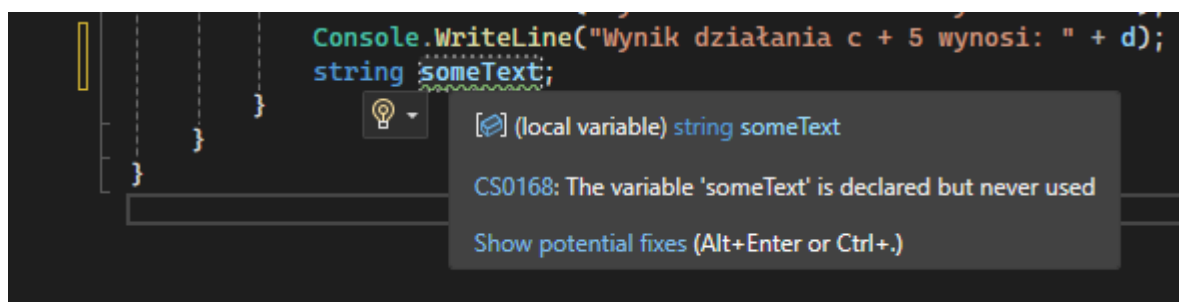 Console.WriteLine("Wynik działania c + 5 wynosi: " + d);
string someText;
}
}
}
(local variable) string someText
CS0168: The variable 'someText' is declared but never used
Show potential fixes (Alt+Enter or Ctrl+.)